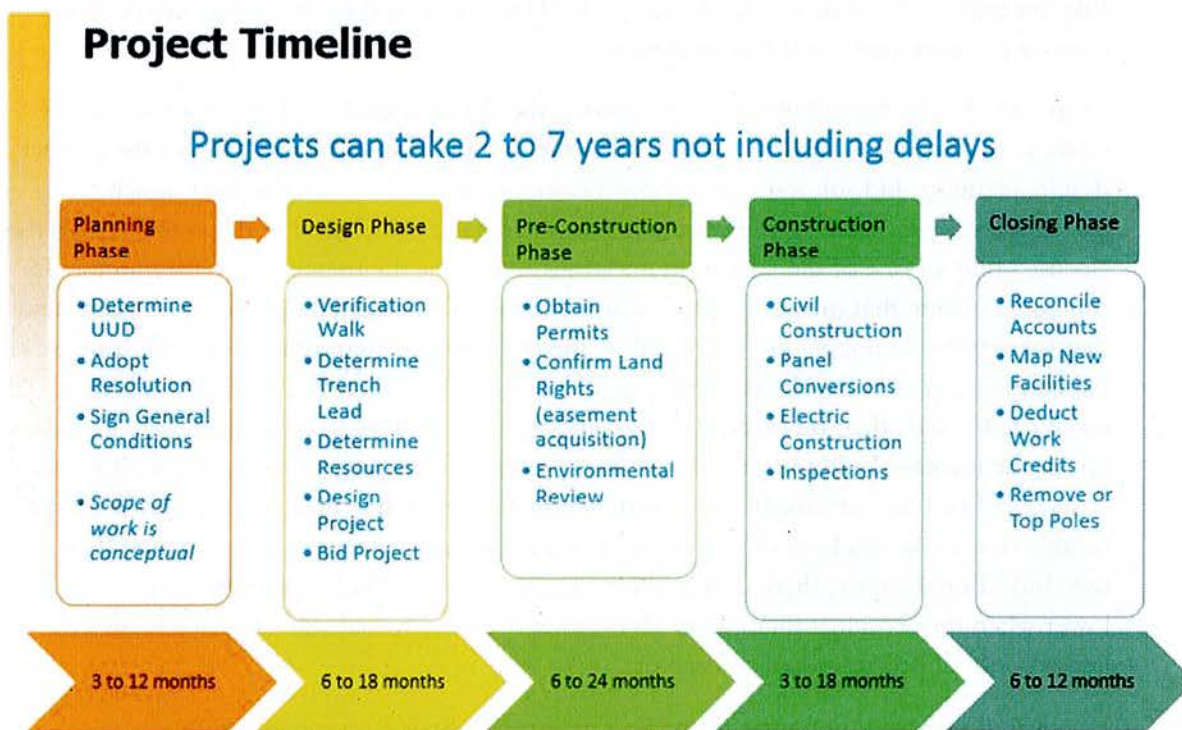 Project Timeline
Projects can take 2 to 7 years not including delays
Planning
Phase
• Determine
UUD
• Adopt
Resolution
• Sign General
Conditions
• Scope of
work is
conceptual
Design Phase
• Verification
Walk
• Determine
Trench
Lead
• Determine
Resources
• Design
Project
• Bid Project
Pre-Construction
Phase
• Obtain
Permits
• Confirm Land
Rights
(easement
acquisition)
• Environmental
Review
Construction
Phase
• Civil
Construction
• Panel
Conversions
• Electric
Construction
• Inspections
Closing Phase
• Reconcile
Accounts
• Map New
Facilities
• Deduct
Work
Credits
• Remove or
Top Poles
3 to 12 months
6 to 18 months
6 to 24 months
3 to 18 months
6 to 12 months